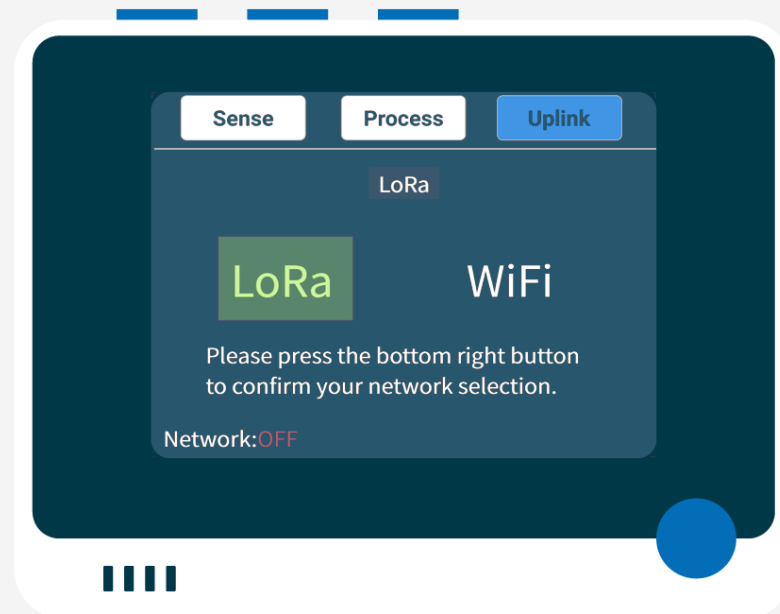 Sense Process Uplink
LoRa
LoRa WiFi
Please press the bottom right button
to confirm your network selection.
Network:OFF